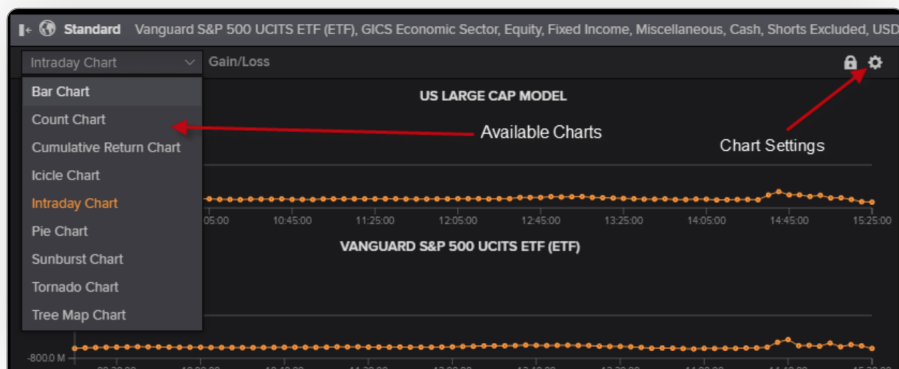 Standard Vanguard S&P 500 UCITS ETF (ETF), GICS Economic Sector, Equity, Fixed Income, Miscellaneous, Cash, Shorts Excluded, USD
Intraday Chart Gain/Loss
Bar Chart
US LARGE CAP MODEL
Count Chart
Available Charts
Cumulative Return Chart
Chart Settings
Icicle Chart
Intraday Chart
05:00 10:45:00 11:25:00 12:05:00 12:45:00 13:25:00 14:05:00 14:45:00 15:25:00
Pie Chart
VANGUARD S&P 500 UCITS ETF (ETF)
Sunburst Chart
Tornado Chart
Tree Map Chart
-800.0 M